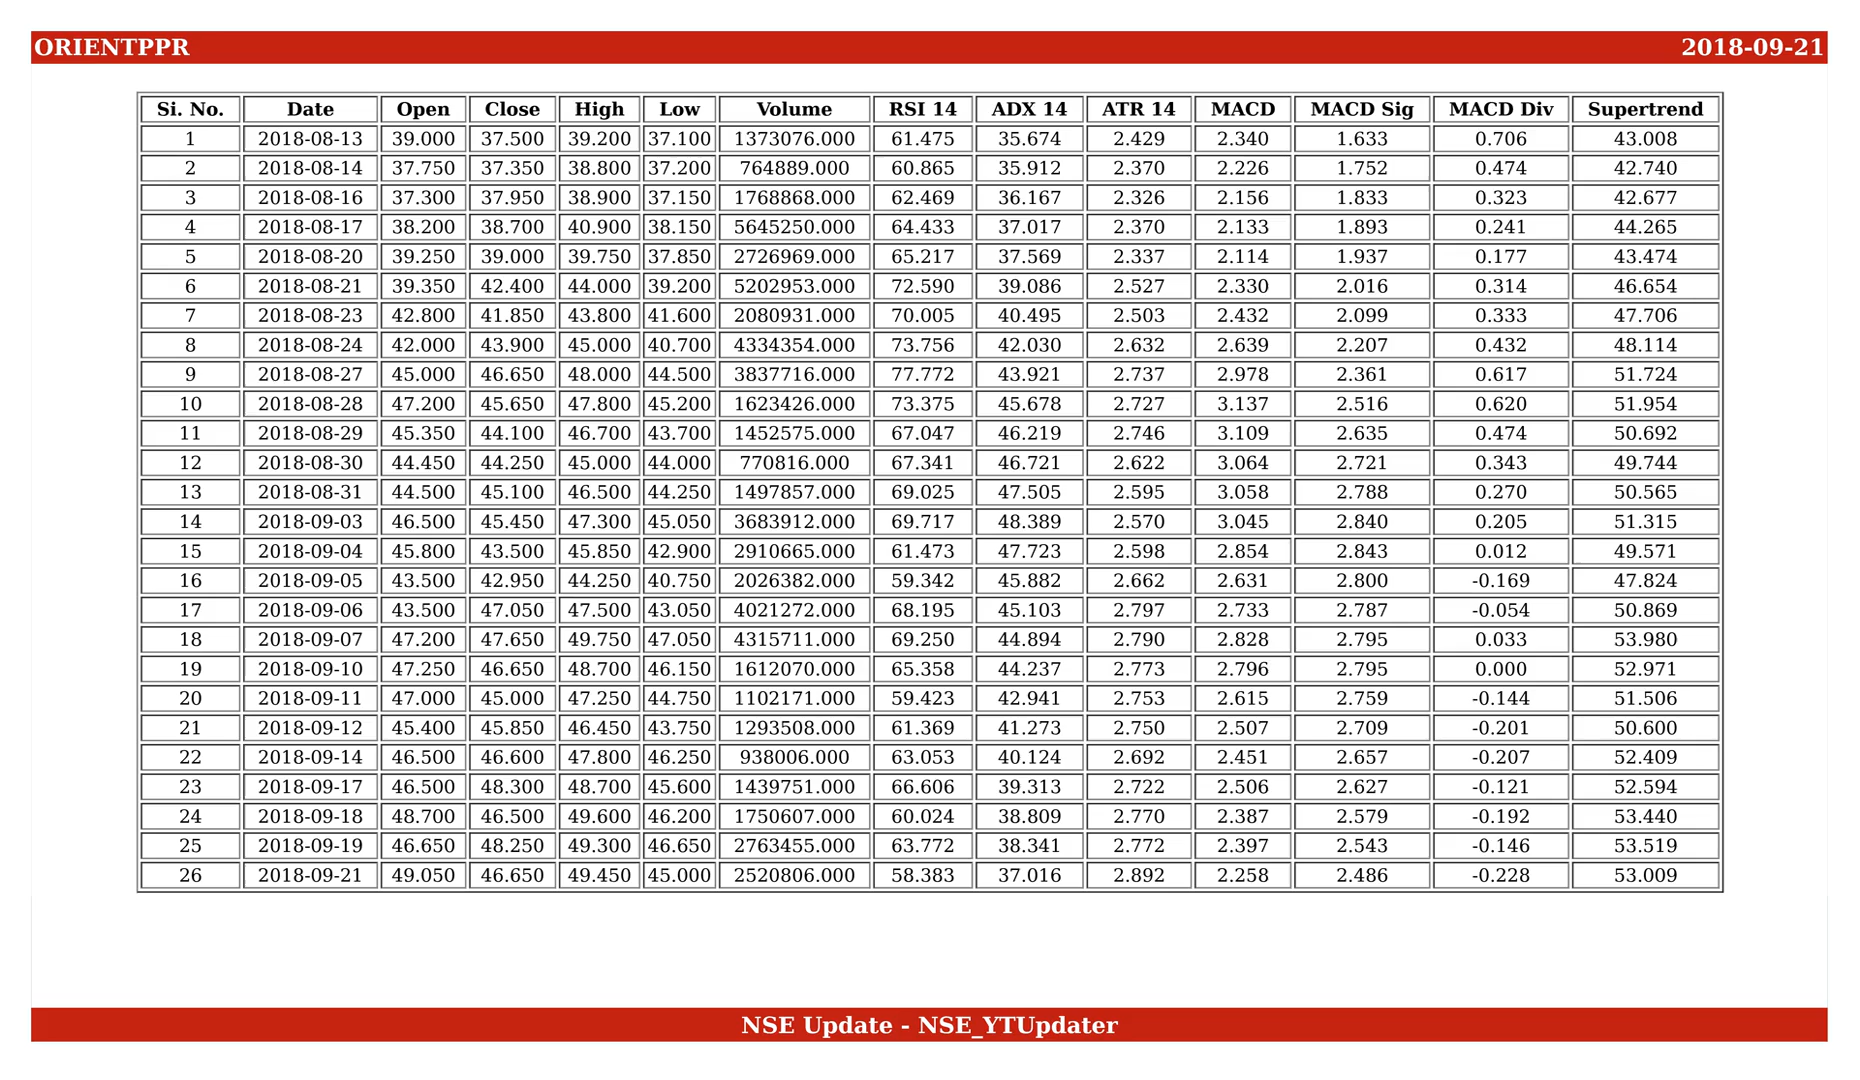 ORIENTPPR 2018-09-21
Si. No. Date Open Close High Low Volume RSI 14 ADX 14 ATR 14 MACD MACD Sig MACD Div Supertrend
1 2018-08-13 39.000 37.500 39.200 37.100 1373076.000 61.475 35.674 2.429 2.340 1.633 0.706 43.008
2 2018-08-14 37.750 37.350 38.800 37.200 764889.000 60.865 35.912 2.370 2.226 1.752 0.474 42.740
3 2018-08-16 37.300 37.950 38.900 37.150 1768868.000 62.469 36.167 2.326 2.156 1.833 0.323 42.677
4 2018-08-17 38.200 38.700 40.900 38.150 5645250.000 64.433 37.017 2.370 2.133 1.893 0.241 44.265
5 2018-08-20 39.250 39.000 39.750 37.850 2726969.000 65.217 37.569 2.337 2.114 1.937 0.177 43.474
6 2018-08-21 39.350 42.400 44.000 39.200 5202953.000 72.590 39.086 2.527 2.330 2.016 0.314 46.654
7 2018-08-23 42.800 41.850 43.800 41.600 2080931.000 70.005 40.495 2.503 2.432 2.099 0.333 47.706
8 2018-08-24 42.000 43.900 45.000 40.700 4334354.000 73.756 42.030 2.632 2.639 2.207 0.432 48.114
9 2018-08-27 45.000 46.650 48.000 44.500 3837716.000 77.772 43.921 2.737 2.978 2.361 0.617 51.724
10 2018-08-28 47.200 45.650 47.800 45.200 1623426.000 73.375 45.678 2.727 3.137 2.516 0.620 51.954
11 2018-08-29 45.350 44.100 46.700 43.700 1452575.000 67.047 46.219 2.746 3.109 2.635 0.474 50.692
12 2018-08-30 44.450 44.250 45.000 44.000 770816.000 67.341 46.721 2.622 3.064 2.721 0.343 49.744
13 2018-08-31 44.500 45.100 46.500 44.250 1497857.000 69.025 47.505 2.595 3.058 2.788 0.270 50.565
14 2018-09-03 46.500 45.450 47.300 45.050 3683912.000 69.717 48.389 2.570 3.045 2.840 0.205 51.315
15 2018-09-04 45.800 43.500 45.850 42.900 2910665.000 61.473 47.723 2.598 2.854 2.843 0.012 49.571
16 2018-09-05 43.500 42.950 44.250 40.750 2026382.000 59.342 45.882 2.662 2.631 2.800 -0.169 47.824
17 2018-09-06 43.500 47.050 47.500 43.050 4021272.000 68.195 45.103 2.797 2.733 2.787 -0.054 50.869
18 2018-09-07 47.200 47.650 49.750 47.050 4315711.000 69.250 44.894 2.790 2.828 2.795 0.033 53.980
19 2018-09-10 47.250 46.650 48.700 46.150 1612070.000 65.358 44.237 2.773 2.796 2.795 0.000 52.971
20 2018-09-11 47.000 45.000 47.250 44.750 1102171.000 59.423 42.941 2.753 2.615 2.759 -0.144 51.506
21 2018-09-12 45.400 45.850 46.450 43.750 1293508.000 61.369 41.273 2.750 2.507 2.709 -0.201 50.600
22 2018-09-14 46.500 46.600 47.800 46.250 938006.000 63.053 40.124 2.692 2.451 2.657 -0.207 52.409
23 2018-09-17 46.500 48.300 48.700 45.600 1439751.000 66.606 39.313 2.722 2.506 2.627 -0.121 52.594
24 2018-09-18 48.700 46.500 49.600 46.200 1750607.000 60.024 38.809 2.770 2.387 2.579 -0.192 53.440
25 2018-09-19 46.650 48.250 49.300 46.650 2763455.000 63.772 38.341 2.772 2.397 2.543 -0.146 53.519
26 2018-09-21 49.050 46.650 49.450 45.000 2520806.000 58.383 37.016 2.892 2.258 2.486 -0.228 53.009
NSE Update - NSE_YTUpdater